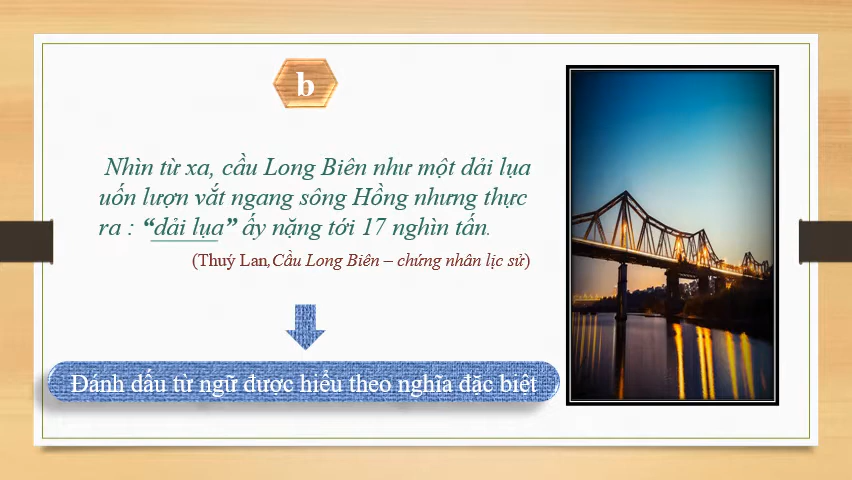 b
Nhìn từ xa, cầu Long Biên như một dải lụa
uốn lượn vắt ngang sông Hồng nhưng thực
ra : “dải lụa” ấy nặng tới 17 nghìn tấn.
(Thuý Lan,Cầu Long Biên – chứng nhân lịc sử)
Đánh dấu từ ngữ được hiểu theo nghĩa đặc biệt